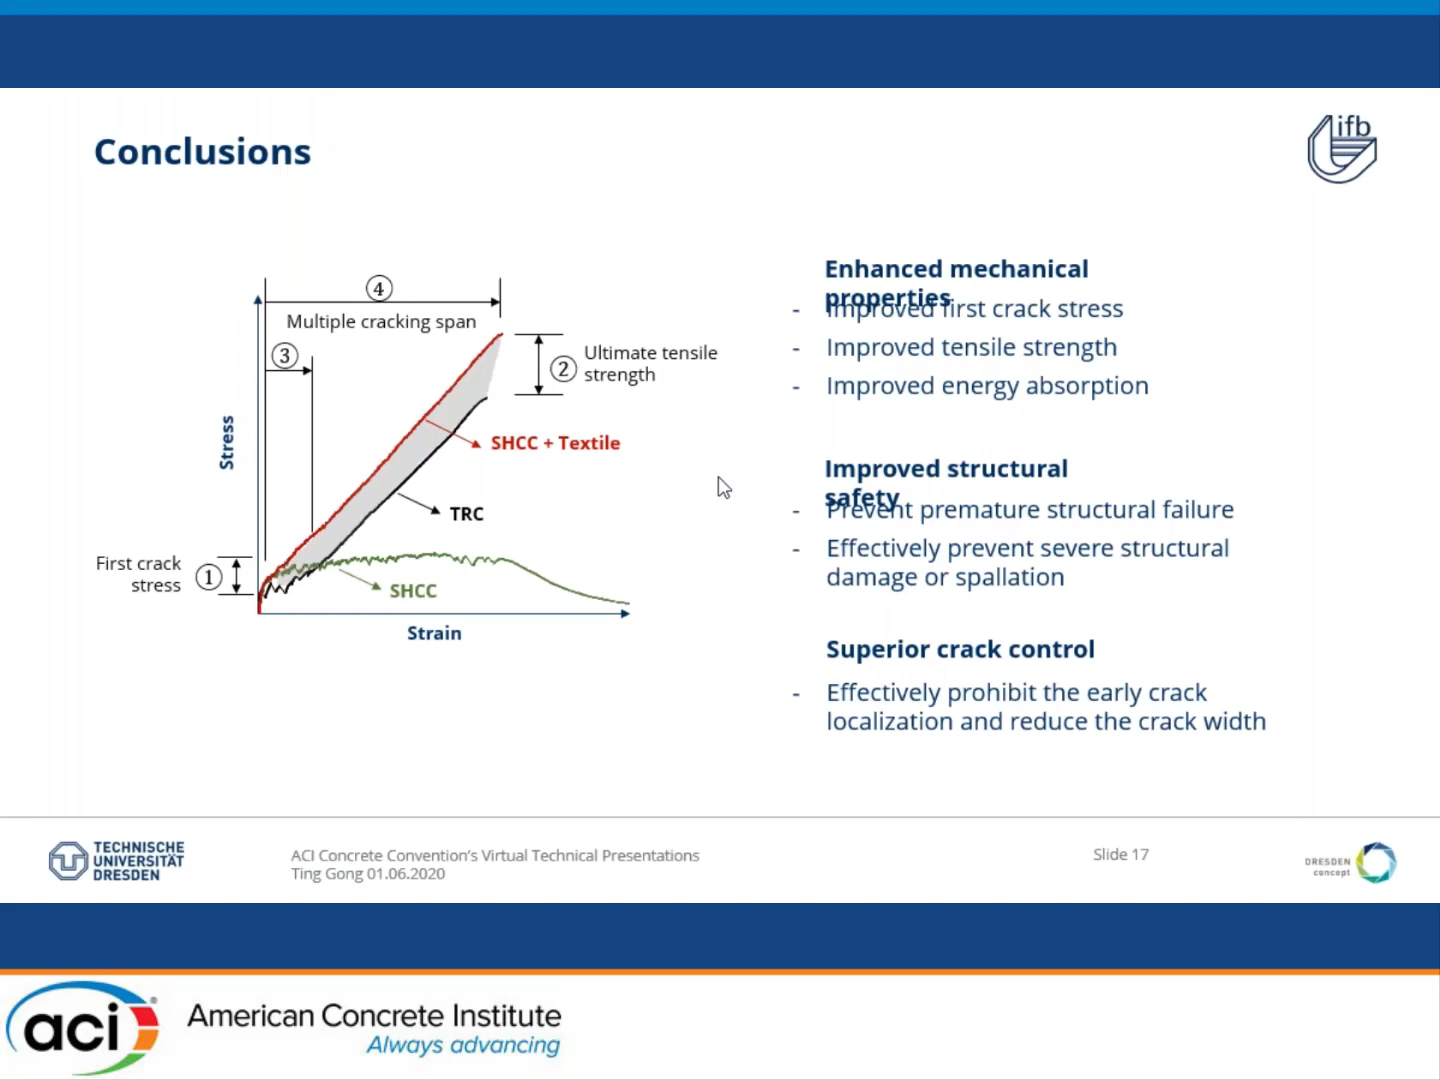 Conclusions
ifb
④
Multiple cracking span
③
②
Ultimate tensile
strength
Stress
SHCC + Textile
TRC
First crack
stress
①
SHCC
Strain
Enhanced mechanical
properties
- Improved first crack stress
- Improved tensile strength
- Improved energy absorption
Improved structural
safety
- Prevent premature structural failure
- Effectively prevent severe structural
damage or spallation
Superior crack control
- Effectively prohibit the early crack
localization and reduce the crack width
TECHNISCHE
UNIVERSITÄT
DRESDEN
ACI Concrete Convention's Virtual Technical Presentations
Ting Gong 01.06.2020
Slide 17
DRESDEN
concept
aci
American Concrete Institute
Always advancing